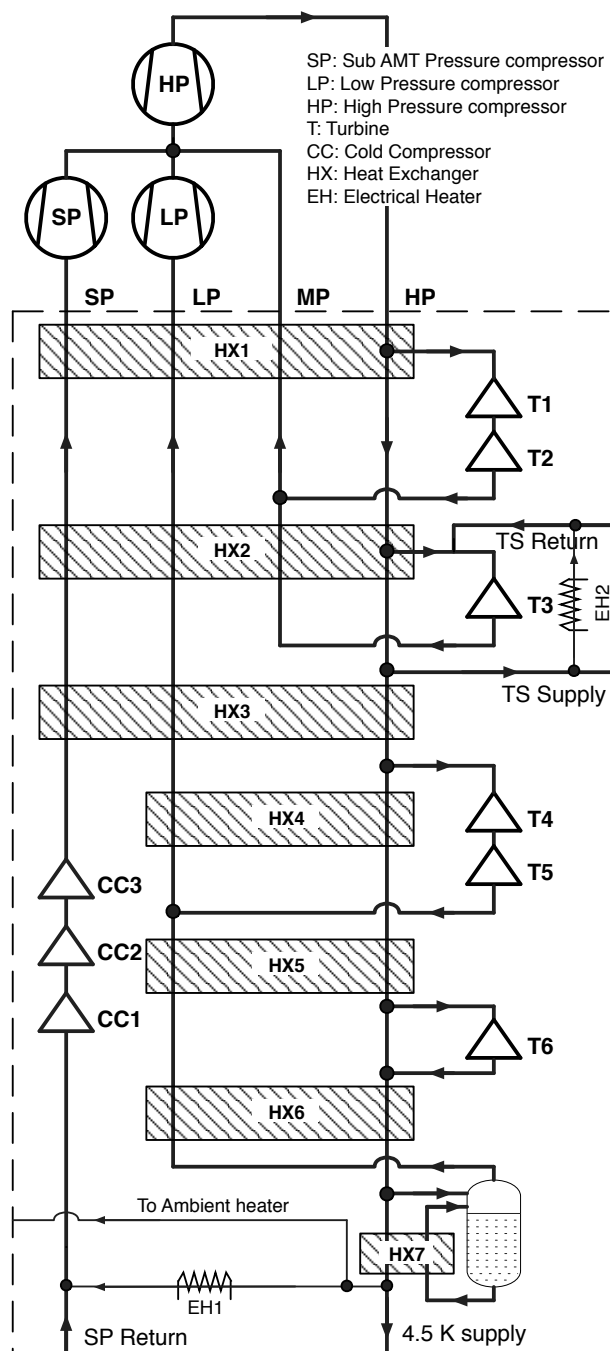 HP
SP: Sub AMT Pressure compressor
LP: Low Pressure compressor
HP: High Pressure compressor
T: Turbine
CC: Cold Compressor
HX: Heat Exchanger
EH: Electrical Heater
SP
LP
SP
LP
MP
HP
HX1
T1
T2
HX2
TS Return
T3
EH2
TS Supply
HX3
HX4
T4
T5
CC3
CC2
HX5
CC1
T6
HX6
To Ambient heater
HX7
EH1
SP Return
4.5 K supply